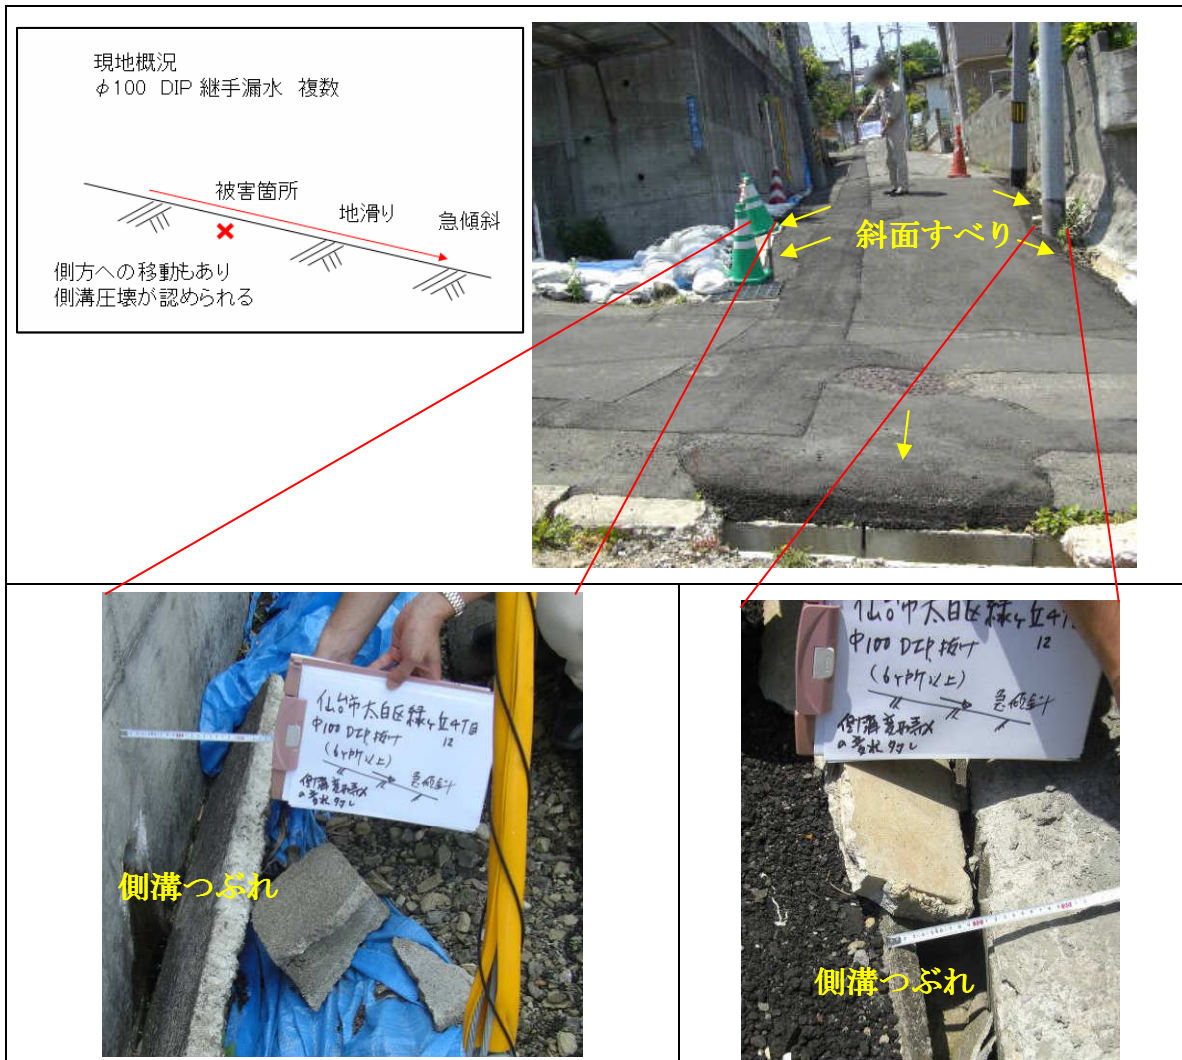 現地概況
φ100 DIP 継手漏水 複数
被害箇所
地滑り
急傾斜
側方への移動もあり
側溝圧壊が認められる
斜面すべり
仙台市太白区緑ヶ丘4丁目
12
φ100 DIP 抜け
(6ヶ所以上)
急傾斜
側溝つぶれ
仙台市太白区緑ヶ丘4丁
12
φ100 DIP 抜け
(6ヶ所以上)
急傾斜
側溝つぶれ